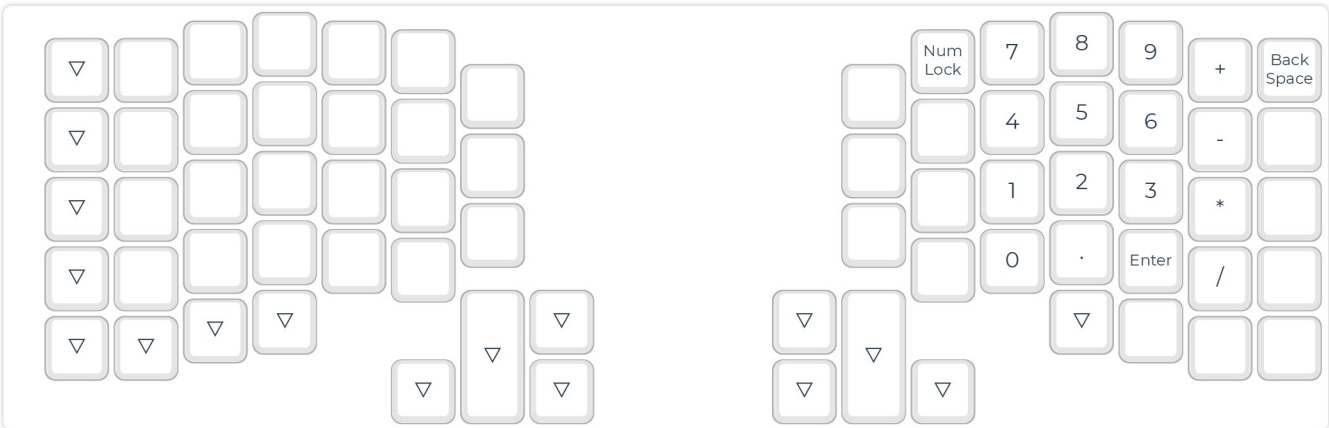 ▽ Num Lock 7 8 9 + Back Space
▽ 4 5 6 -
▽ 1 2 3 *
▽ 0 . Enter /
▽ ▽ ▽ ▽ ▽ ▽ ▽ ▽ ▽
▽ ▽ ▽ ▽